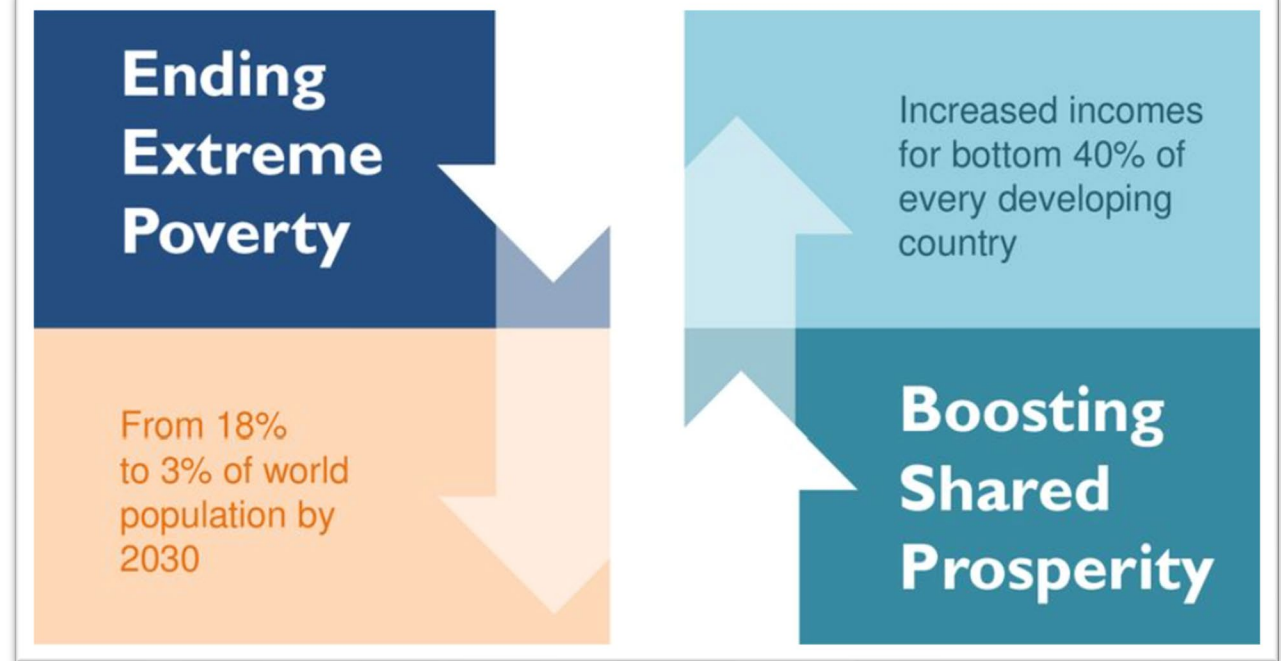 Ending
Extreme
Poverty
From 18%
to 3% of world
population by
2030
Increased incomes
for bottom 40% of
every developing
country
Boosting
Shared
Prosperity